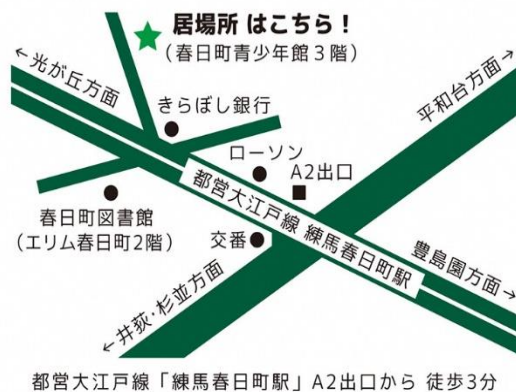 居場所 はこちら！
（春日町青少年館３階）
←光が丘方面
平和台方面→
きらぼし銀行
ローソン
A2出口
都営大江戸線 練馬春日町駅
春日町図書館
（エリム春日町2階）
交番
豊島園方面→
←井荻・杉並方面
都営大江戸線「練馬春日町駅」A2出口から 徒歩3分